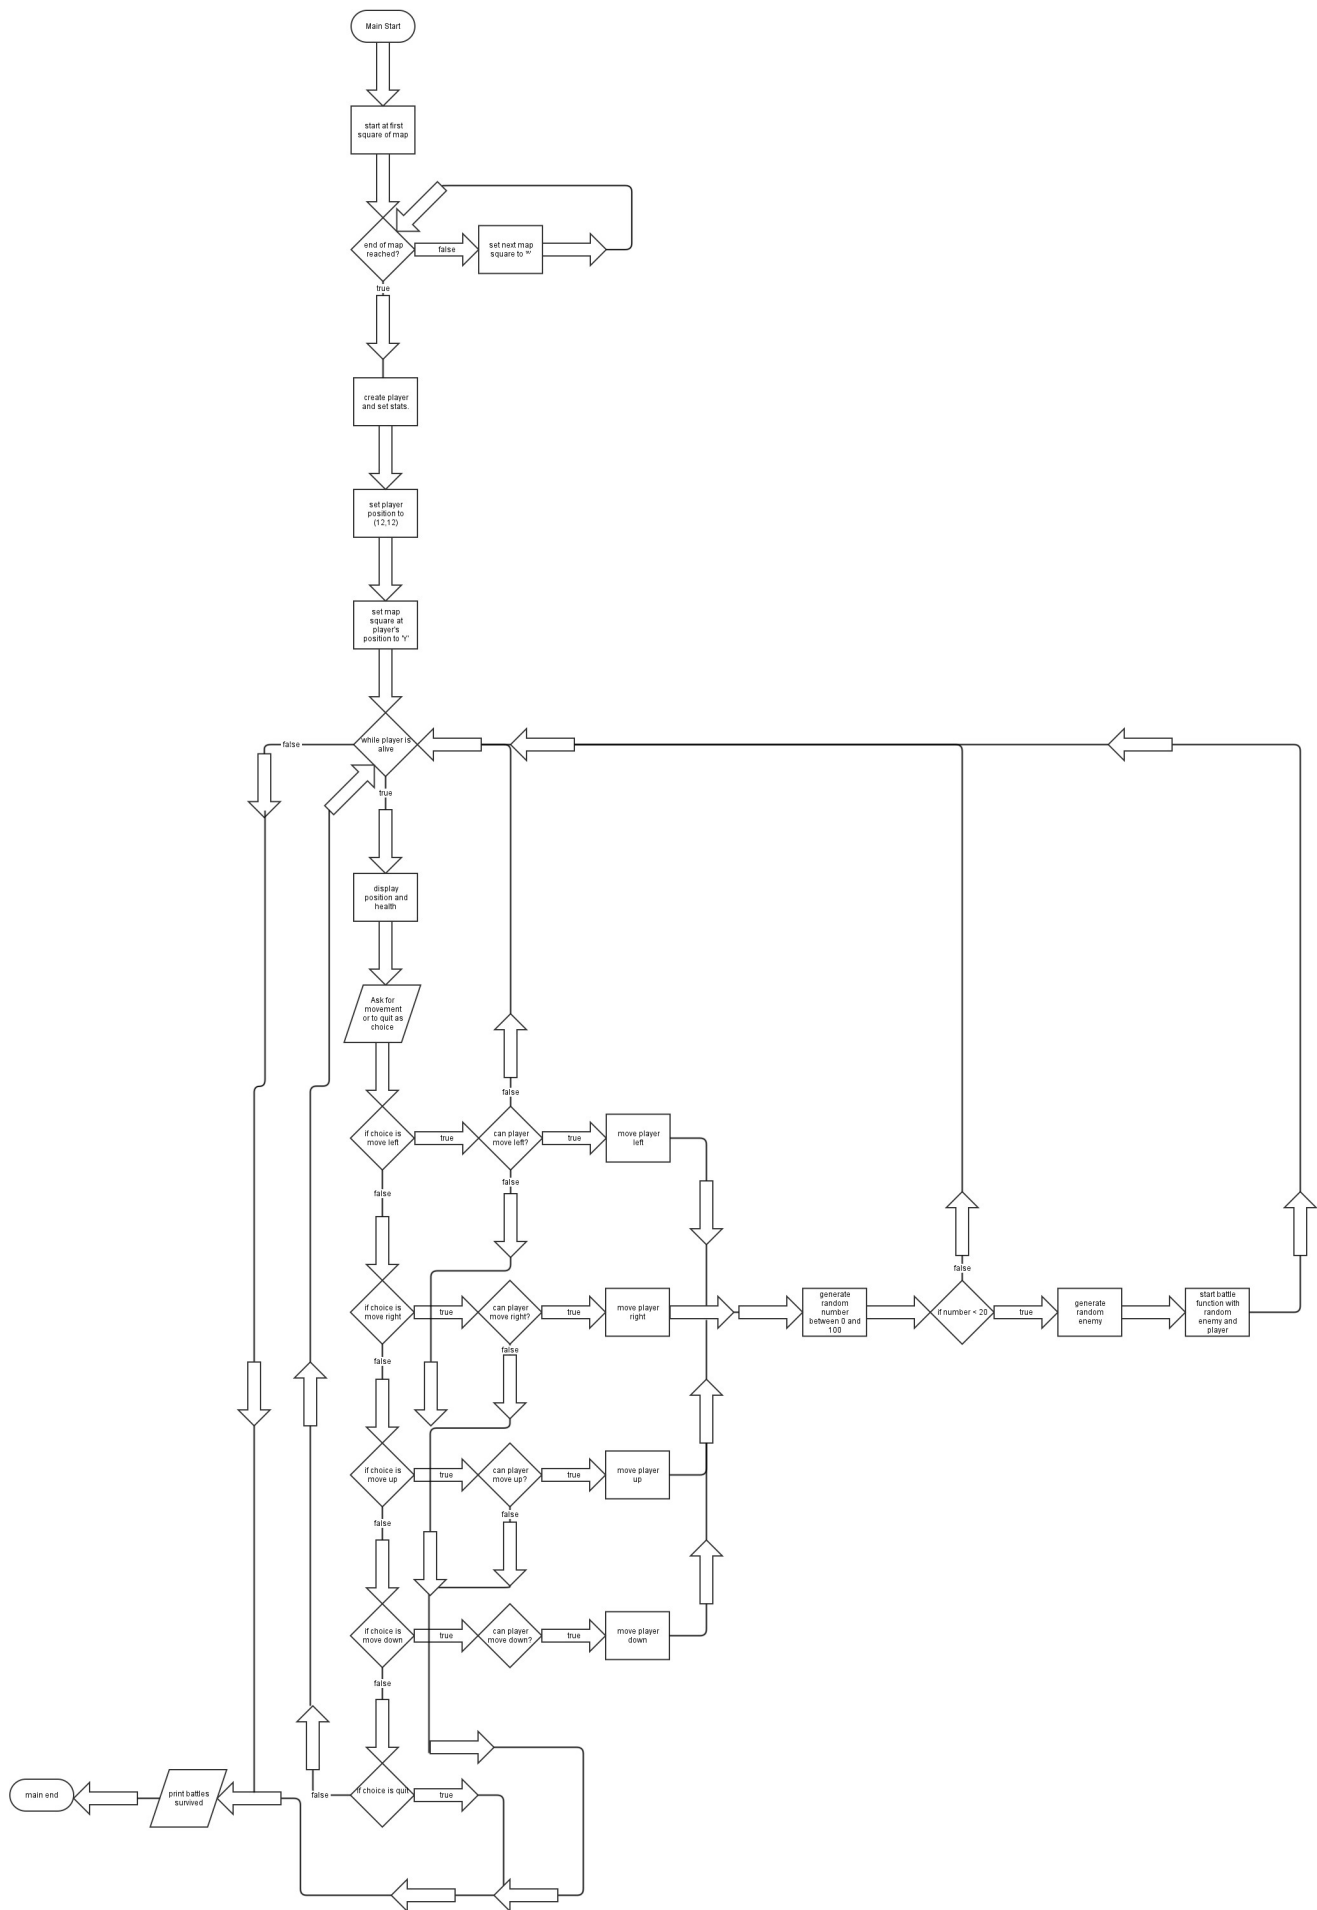 Main Start
start at first
square of map
end of map
reached?
false
set next map
square to '*'
true
create player
and set stats.
set player
position to
(12,12)
set map
square at
player's
position to 'Y'
while player is
alive
false
true
display
position and
health
Ask for
movement
or to quit as
choice
false
if choice is
move left
true
can player
move left?
true
move player
left
false
false
false
if choice is
move right
true
can player
move right?
true
move player
right
generate
random
number
between 0 and
100
if number < 20
true
generate
random
enemy
start battle
function with
random
enemy and
player
false
false
if choice is
move up
true
can player
move up?
true
move player
up
false
false
if choice is
move down
true
can player
move down?
true
move player
down
false
main end
print battles
survived
false
if choice is quit
true